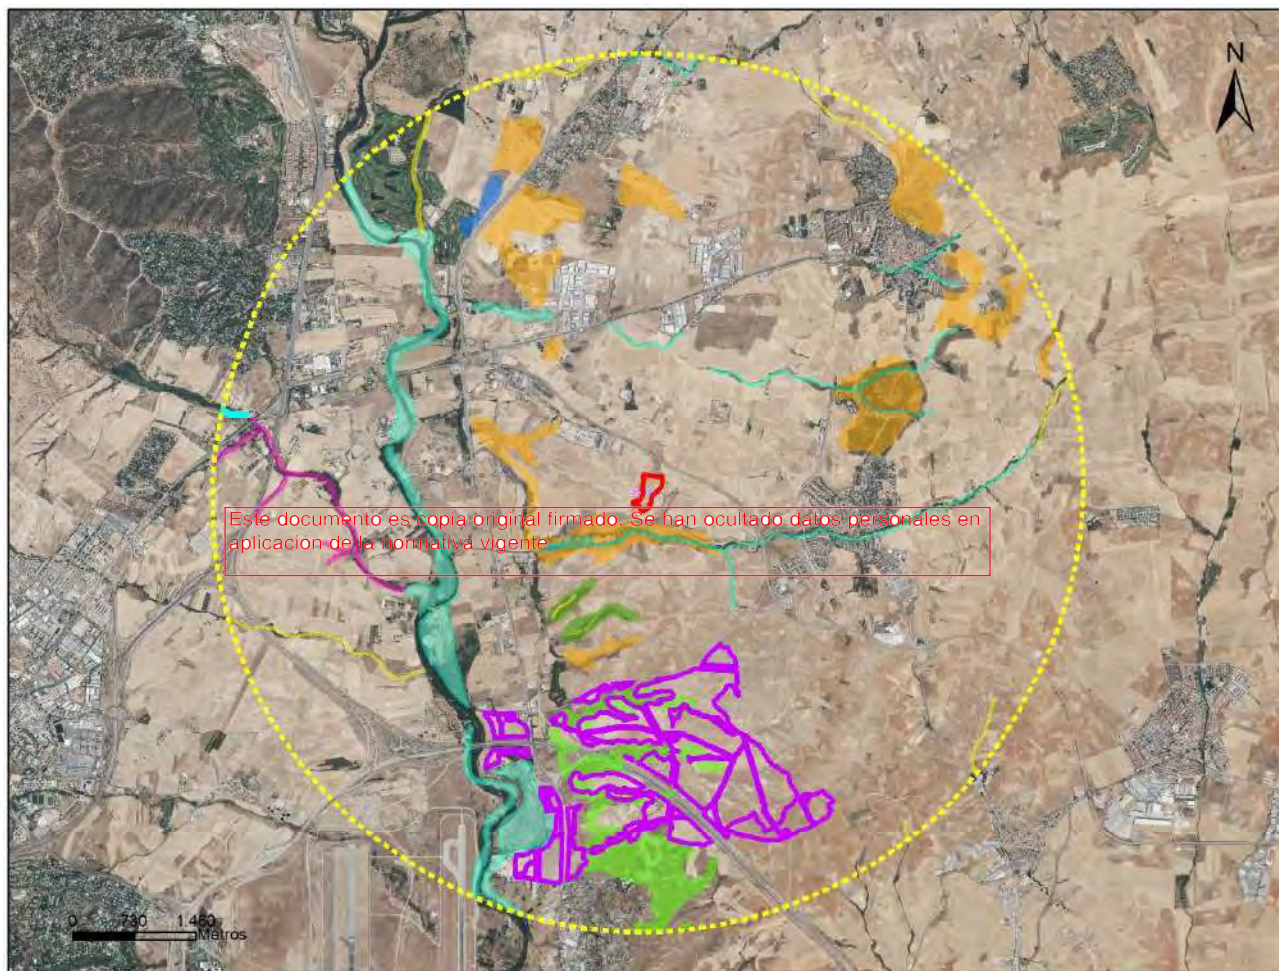 N
Este documento es copia original firmado. Se han ocultado datos personales en
aplicacion de la normativa vigente
0 730 1.460
Metros